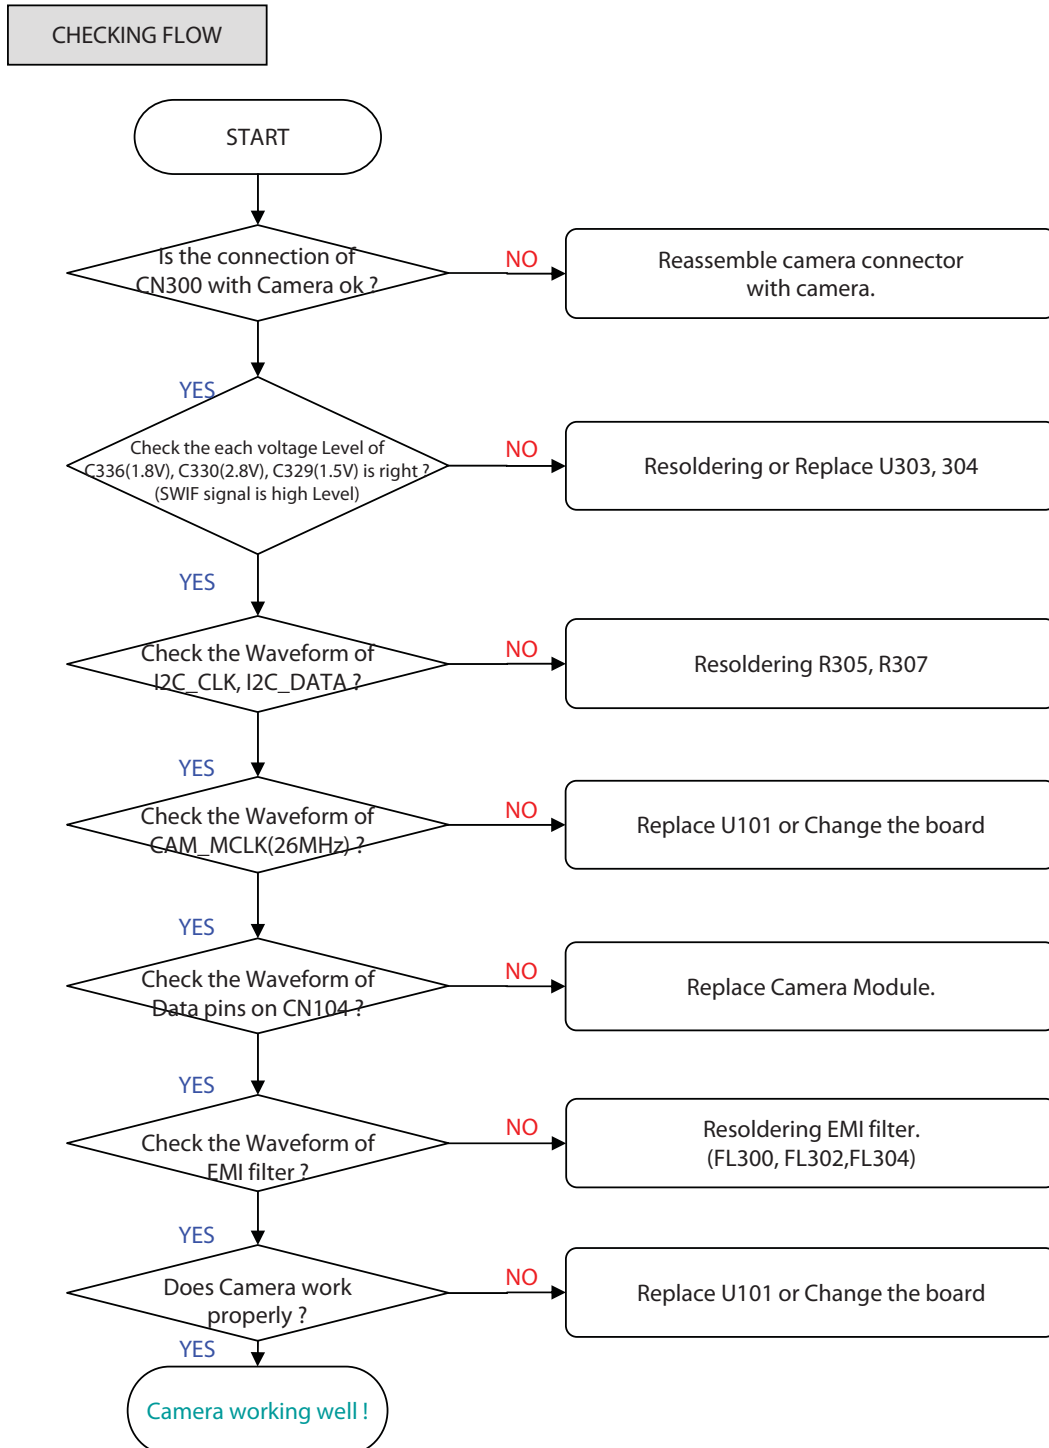 CHECKING FLOW
START
Is the connection of
CN300 with Camera ok ?
NO
Reassemble camera connector
with camera.
YES
Check the each voltage Level of
C336(1.8V), C330(2.8V), C329(1.5V) is right ?
(SWIF signal is high Level)
NO
Resoldering or Replace U303, 304
YES
Check the Waveform of
I2C_CLK, I2C_DATA ?
NO
Resoldering R305, R307
YES
Check the Waveform of
CAM_MCLK(26MHz) ?
NO
Replace U101 or Change the board
YES
Check the Waveform of
Data pins on CN104 ?
NO
Replace Camera Module.
YES
Check the Waveform of
EMI filter ?
NO
Resoldering EMI filter.
(FL300, FL302,FL304)
YES
Does Camera work
properly ?
NO
Replace U101 or Change the board
YES
Camera working well !